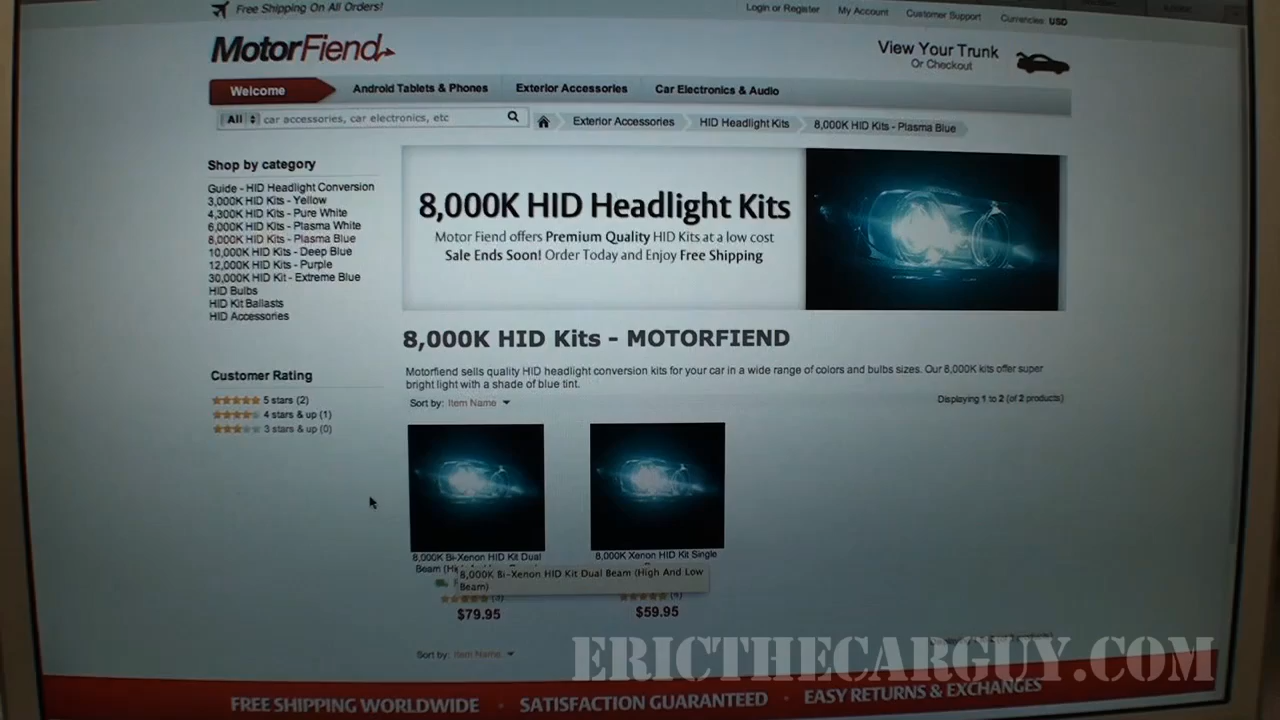 Free Shipping On All Orders!
Login or Register My Account Customer Support Currencies: USD
MotorFiend
View Your Trunk
Or Checkout
Welcome Android Tablets & Phones Exterior Accessories Car Electronics & Audio
All car accessories, car electronics, etc
Exterior Accessories HID Headlight Kits 8,000K HID Kits - Plasma Blue
Shop by category
Guide - HID Headlight Conversion
3,000K HID Kits - Yellow
4,300K HID Kits - Pure White
6,000K HID Kits - Plasma White
8,000K HID Kits - Plasma Blue
10,000K HID Kits - Deep Blue
12,000K HID Kits - Purple
30,000K HID Kit - Extreme Blue
HID Bulbs
HID Kit Ballasts
HID Accessories
Customer Rating
5 stars (2)
4 stars & up (1)
3 stars & up (0)
8,000K HID Headlight Kits
Motor Fiend offers Premium Quality HID Kits at a low cost
Sale Ends Soon! Order Today and Enjoy Free Shipping
8,000K HID Kits - MOTORFIEND
Motorfiend sells quality HID headlight conversion kits for your car in a wide range of colors and bulbs sizes. Our 8,000K kits offer super
bright light with a shade of blue tint.
Sort by: Item Name
Displaying 1 to 2 (of 2 products)
8,000K Bi-Xenon HID Kit Dual
Beam
8,000K Xenon HID Kit Single
8,000K Bi-Xenon HID Kit Dual Beam (High And Low
Beam)
$79.95
$59.95
Sort by: Item Name
ERICTHECARGUY.COM
FREE SHIPPING WORLDWIDE SATISFACTION GUARANTEED EASY RETURNS & EXCHANGES